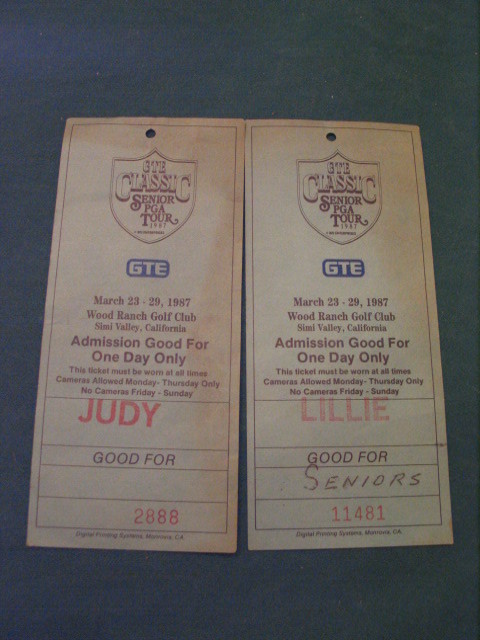 GTE
CLASSIC
SENIOR
PGA
TOUR
1987
GTE
March 23 - 29, 1987
Wood Ranch Golf Club
Simi Valley, California
Admission Good For
One Day Only
This ticket must be worn at all times
Cameras Allowed Monday- Thursday Only
No Cameras Friday - Sunday
JUDY
GOOD FOR
2888
Digital Printing Systems, Monrovia, CA.
GTE
CLASSIC
SENIOR
PGA
TOUR
1987
GTE
March 23 - 29, 1987
Wood Ranch Golf Club
Simi Valley, California
Admission Good For
One Day Only
This ticket must be worn at all times
Cameras Allowed Monday- Thursday Only
No Cameras Friday - Sunday
LILLIE
GOOD FOR
SENIORS
11481
Digital Printing Systems, Monrovia, CA.